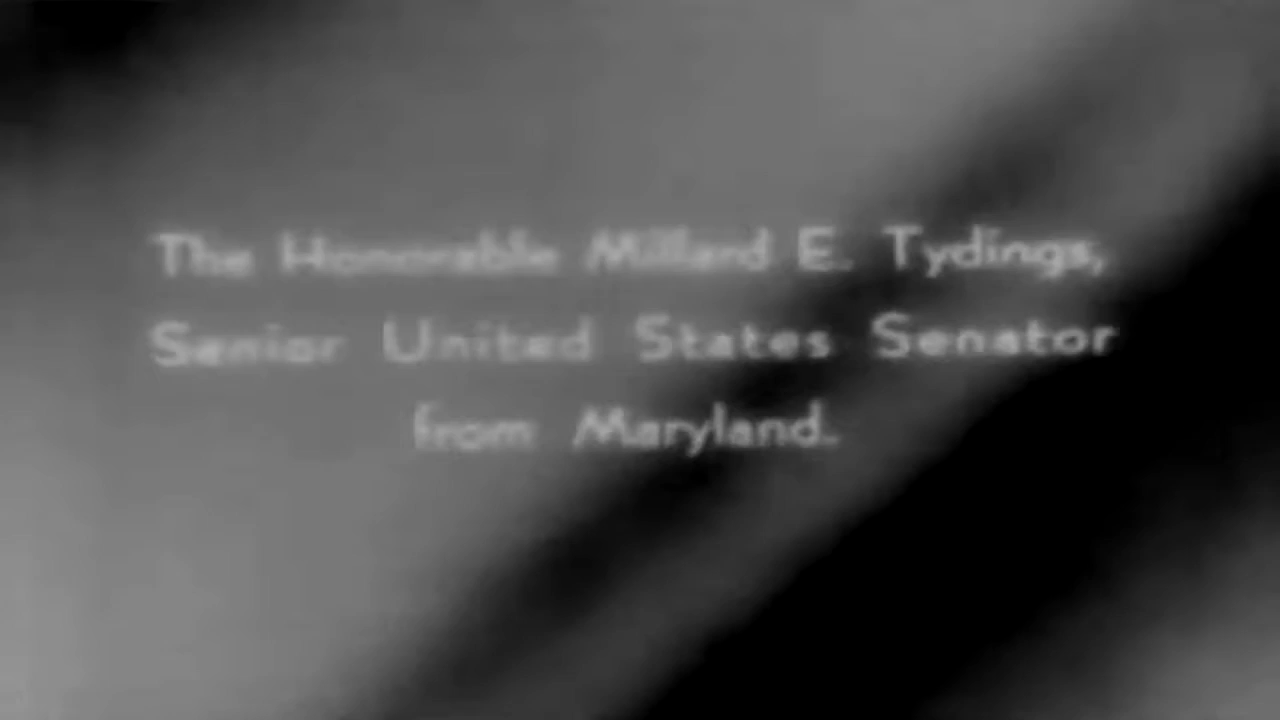 The Honorable Millard E. Tydings,
Senior United States Senator
from Maryland.